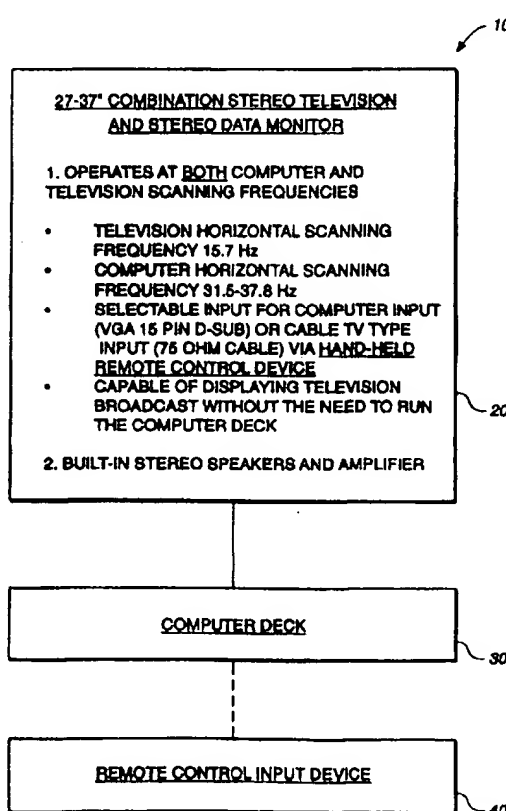 10
27-37" COMBINATION STEREO TELEVISION
AND STEREO DATA MONITOR
1. OPERATES AT BOTH COMPUTER AND
TELEVISION SCANNING FREQUENCIES
• TELEVISION HORIZONTAL SCANNING
FREQUENCY 15.7 Hz
• COMPUTER HORIZONTAL SCANNING
FREQUENCY 31.5-37.8 Hz
• SELECTABLE INPUT FOR COMPUTER INPUT
(VGA 15 PIN D-SUB) OR CABLE TV TYPE
INPUT (75 OHM CABLE) VIA HAND-HELD
REMOTE CONTROL DEVICE
• CAPABLE OF DISPLAYING TELEVISION
BROADCAST WITHOUT THE NEED TO RUN
THE COMPUTER DECK
20
2. BUILT-IN STEREO SPEAKERS AND AMPLIFIER
COMPUTER DECK
30
REMOTE CONTROL INPUT DEVICE
40